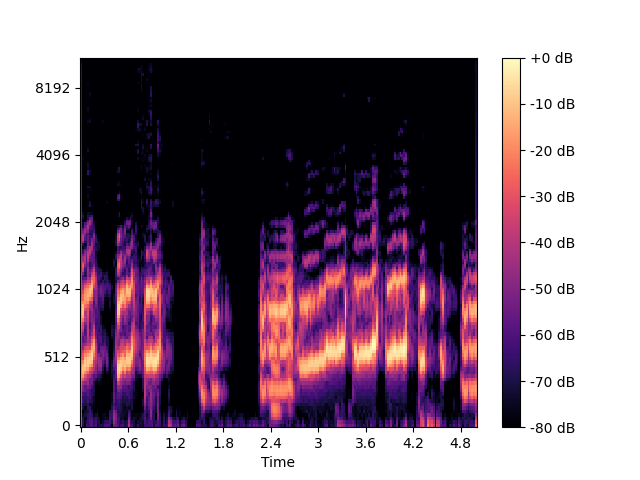 +0 dB
8192
-10 dB
4096
-20 dB
-30 dB
2048
Hz
-40 dB
1024
-50 dB
-60 dB
512
-70 dB
0
-80 dB
0 0.6 1.2 1.8 2.4 3 3.6 4.2 4.8
Time